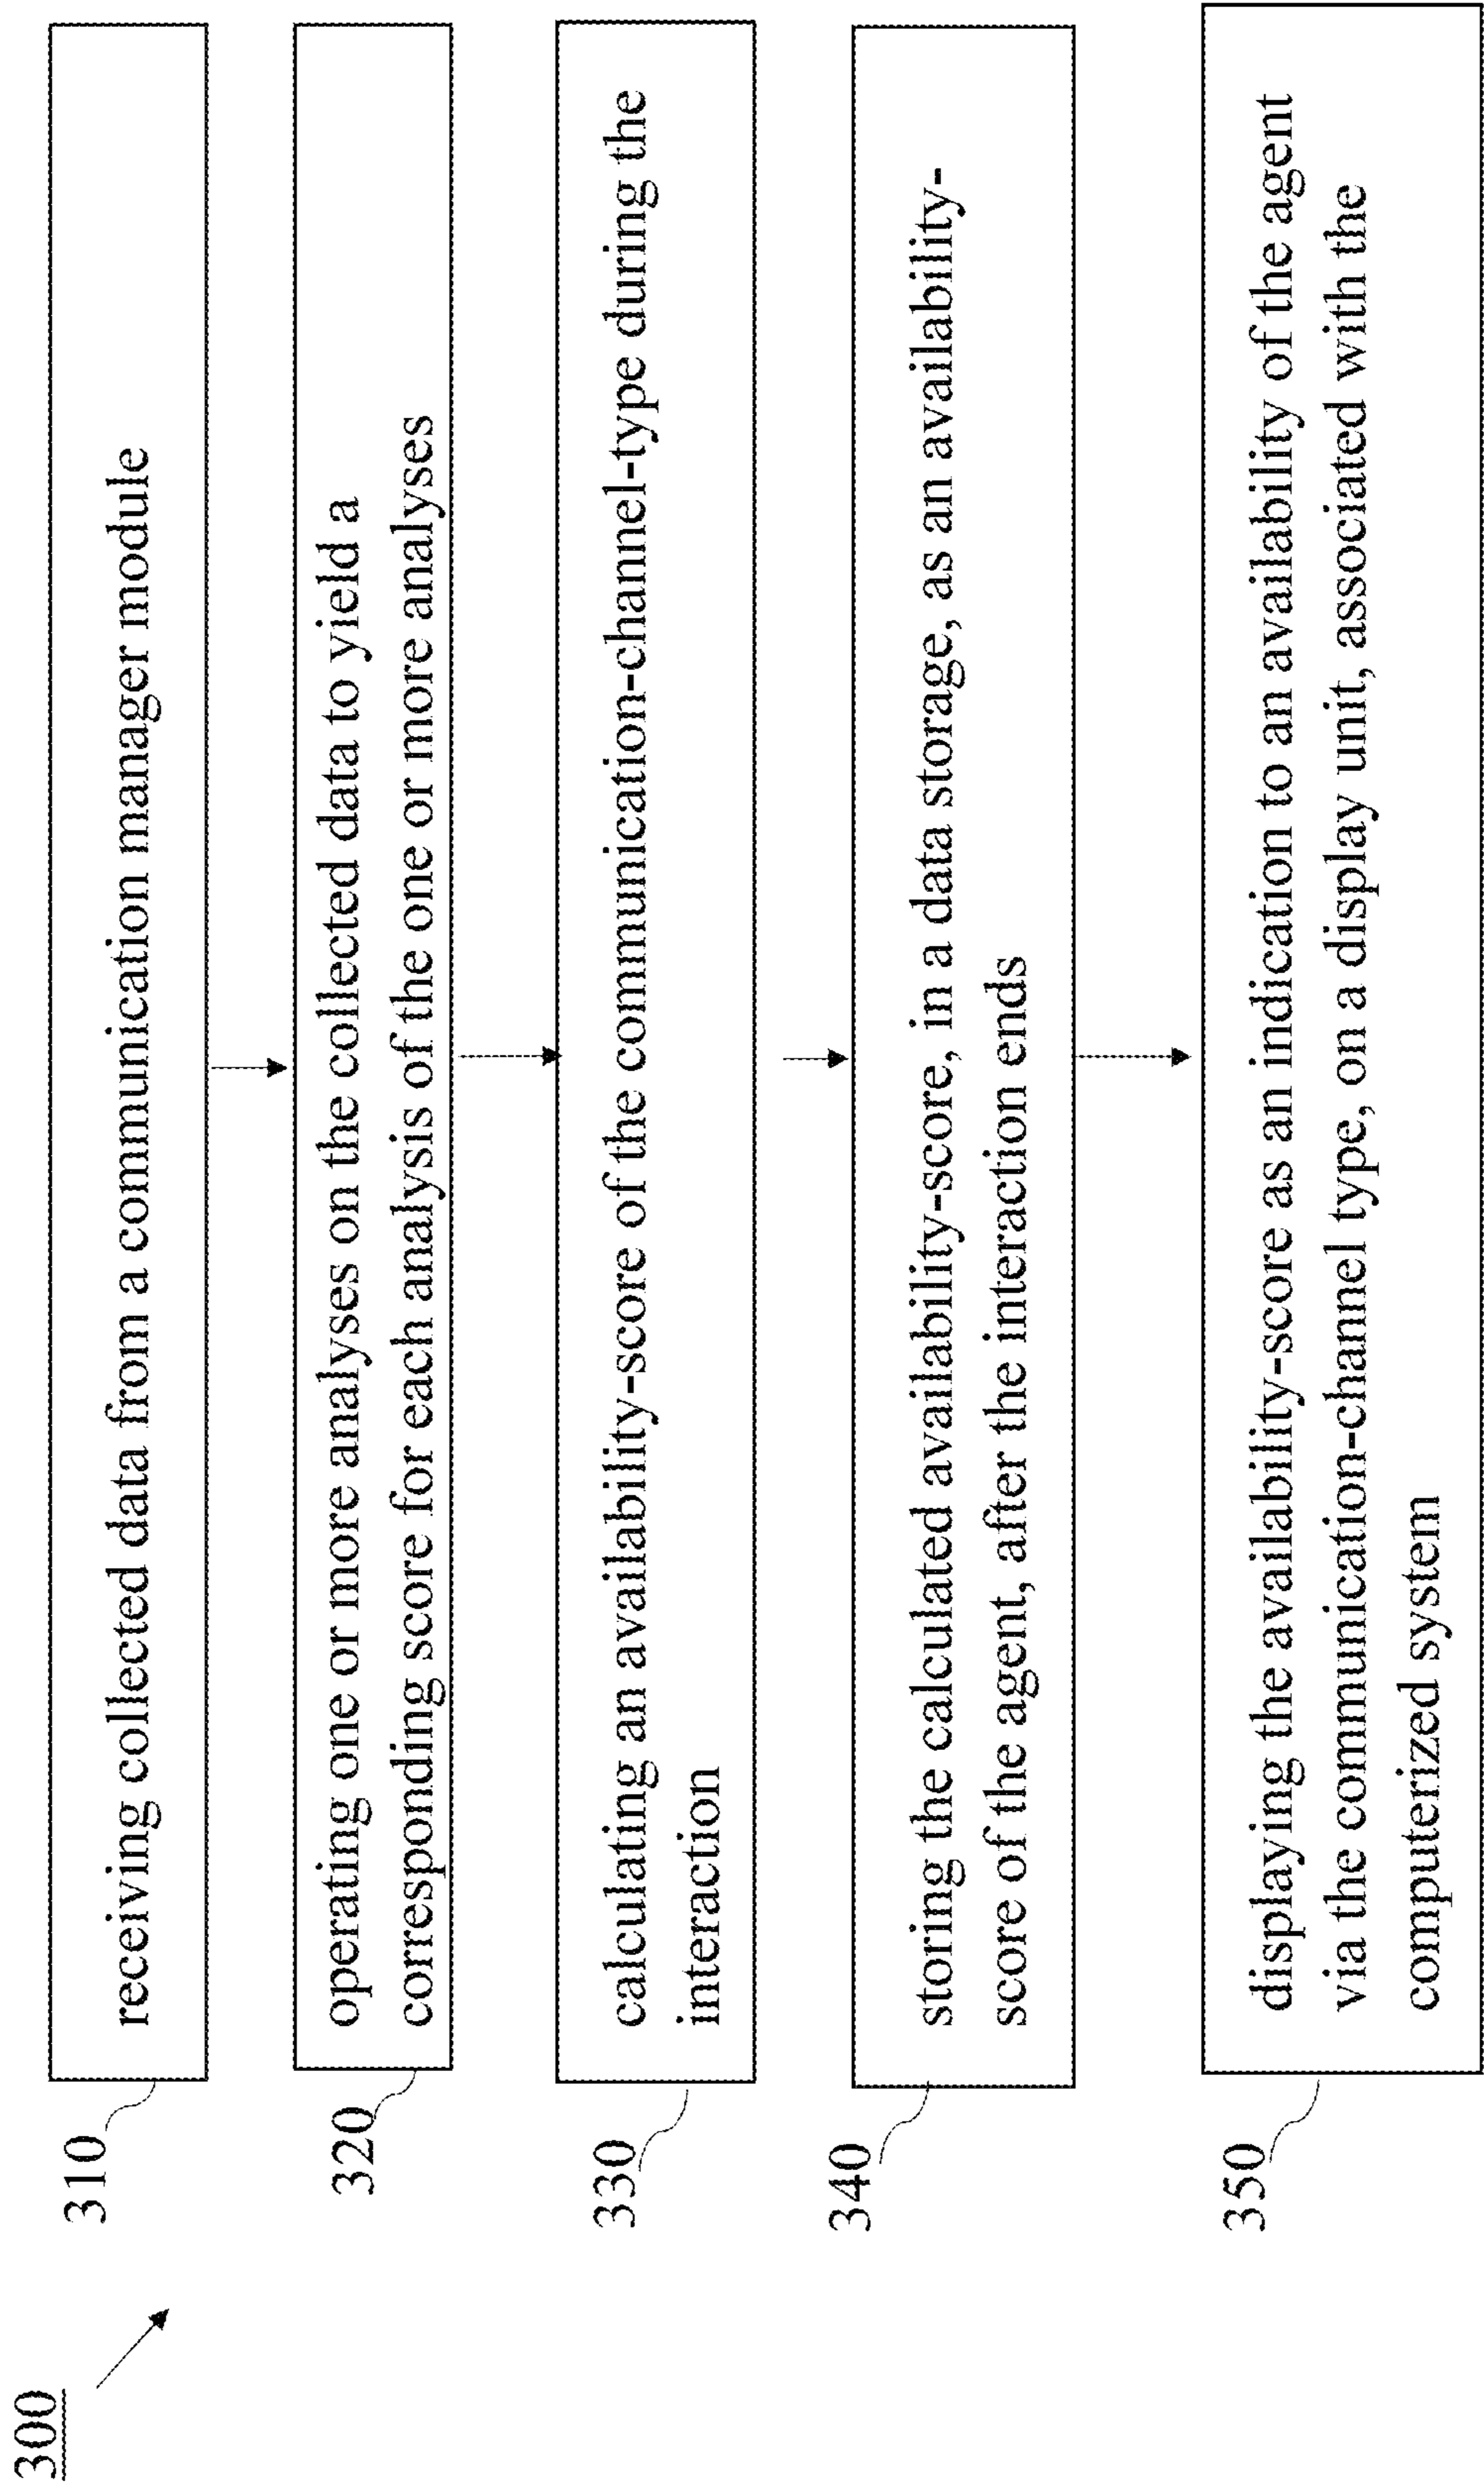 300
310
receiving collected data from a communication manager module
320
operating one or more analyses on the collected data to yield a
corresponding score for each analysis of the one or more analyses
330
calculating an availability-score of the communication-channel-type during the
interaction
340
storing the calculated availability-score, in a data storage, as an availability-
score of the agent, after the interaction ends
350
displaying the availability-score as an indication to an availability of the agent
via the communication-channel type, on a display unit, associated with the
computerized system